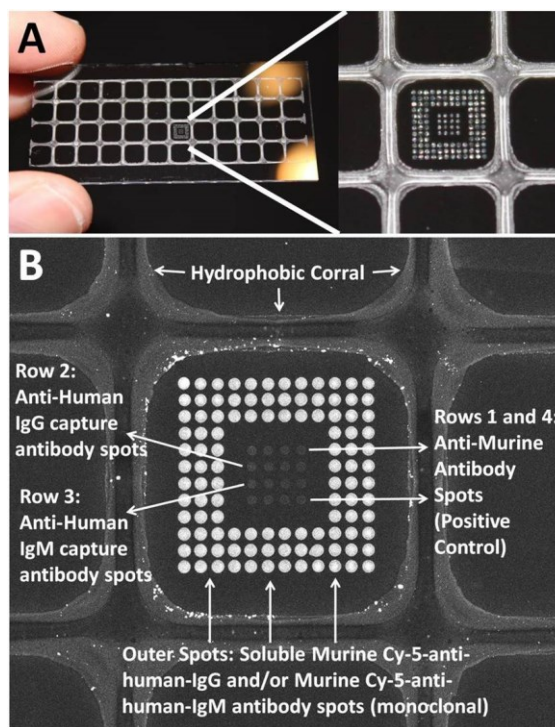 A
B
Hydrophobic Corral
Row 2:
Anti-Human
IgG capture
antibody spots
Row 3:
Anti-Human
IgM capture
antibody spots
Rows 1 and 4:
Anti-Murine
Antibody
Spots
(Positive
Control)
Outer Spots: Soluble Murine Cy-5-anti-
human-IgG and/or Murine Cy-5-anti-
human-IgM antibody spots (monoclonal)